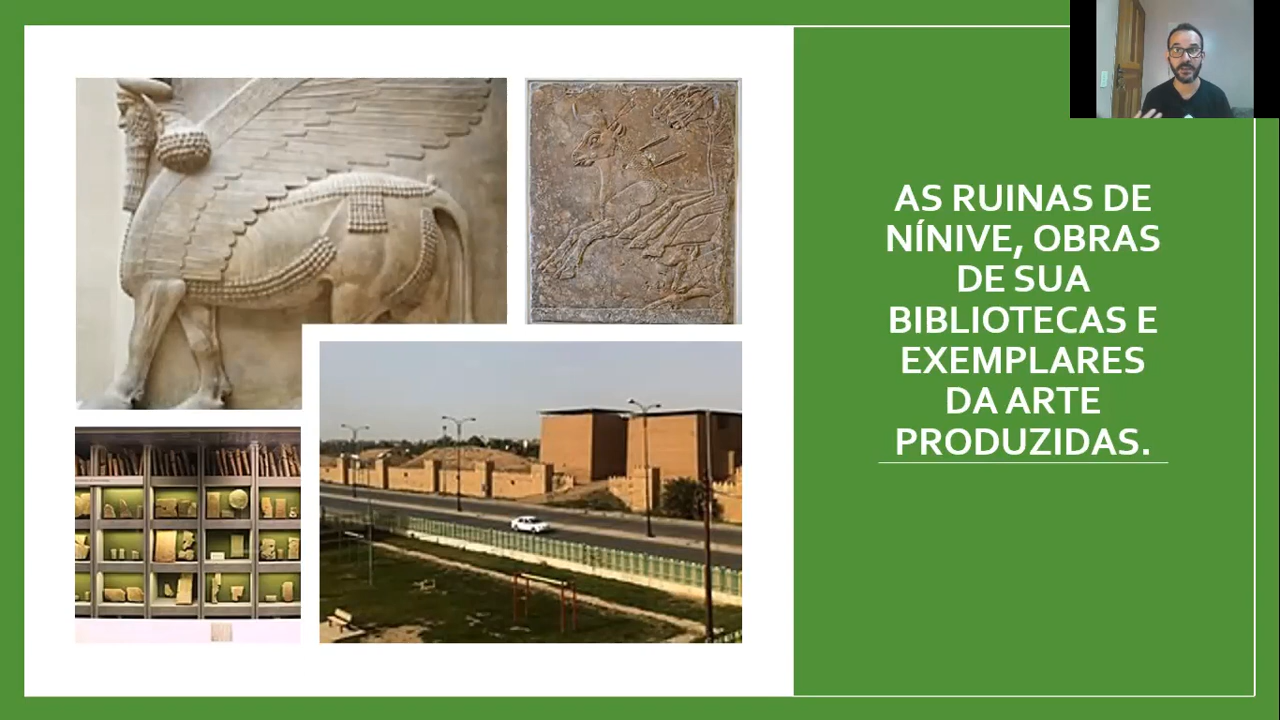 AS RUINAS DE
NÍNIVE, OBRAS
DE SUA
BIBLIOTECAS E
EXEMPLARES
DA ARTE
PRODUZIDAS.